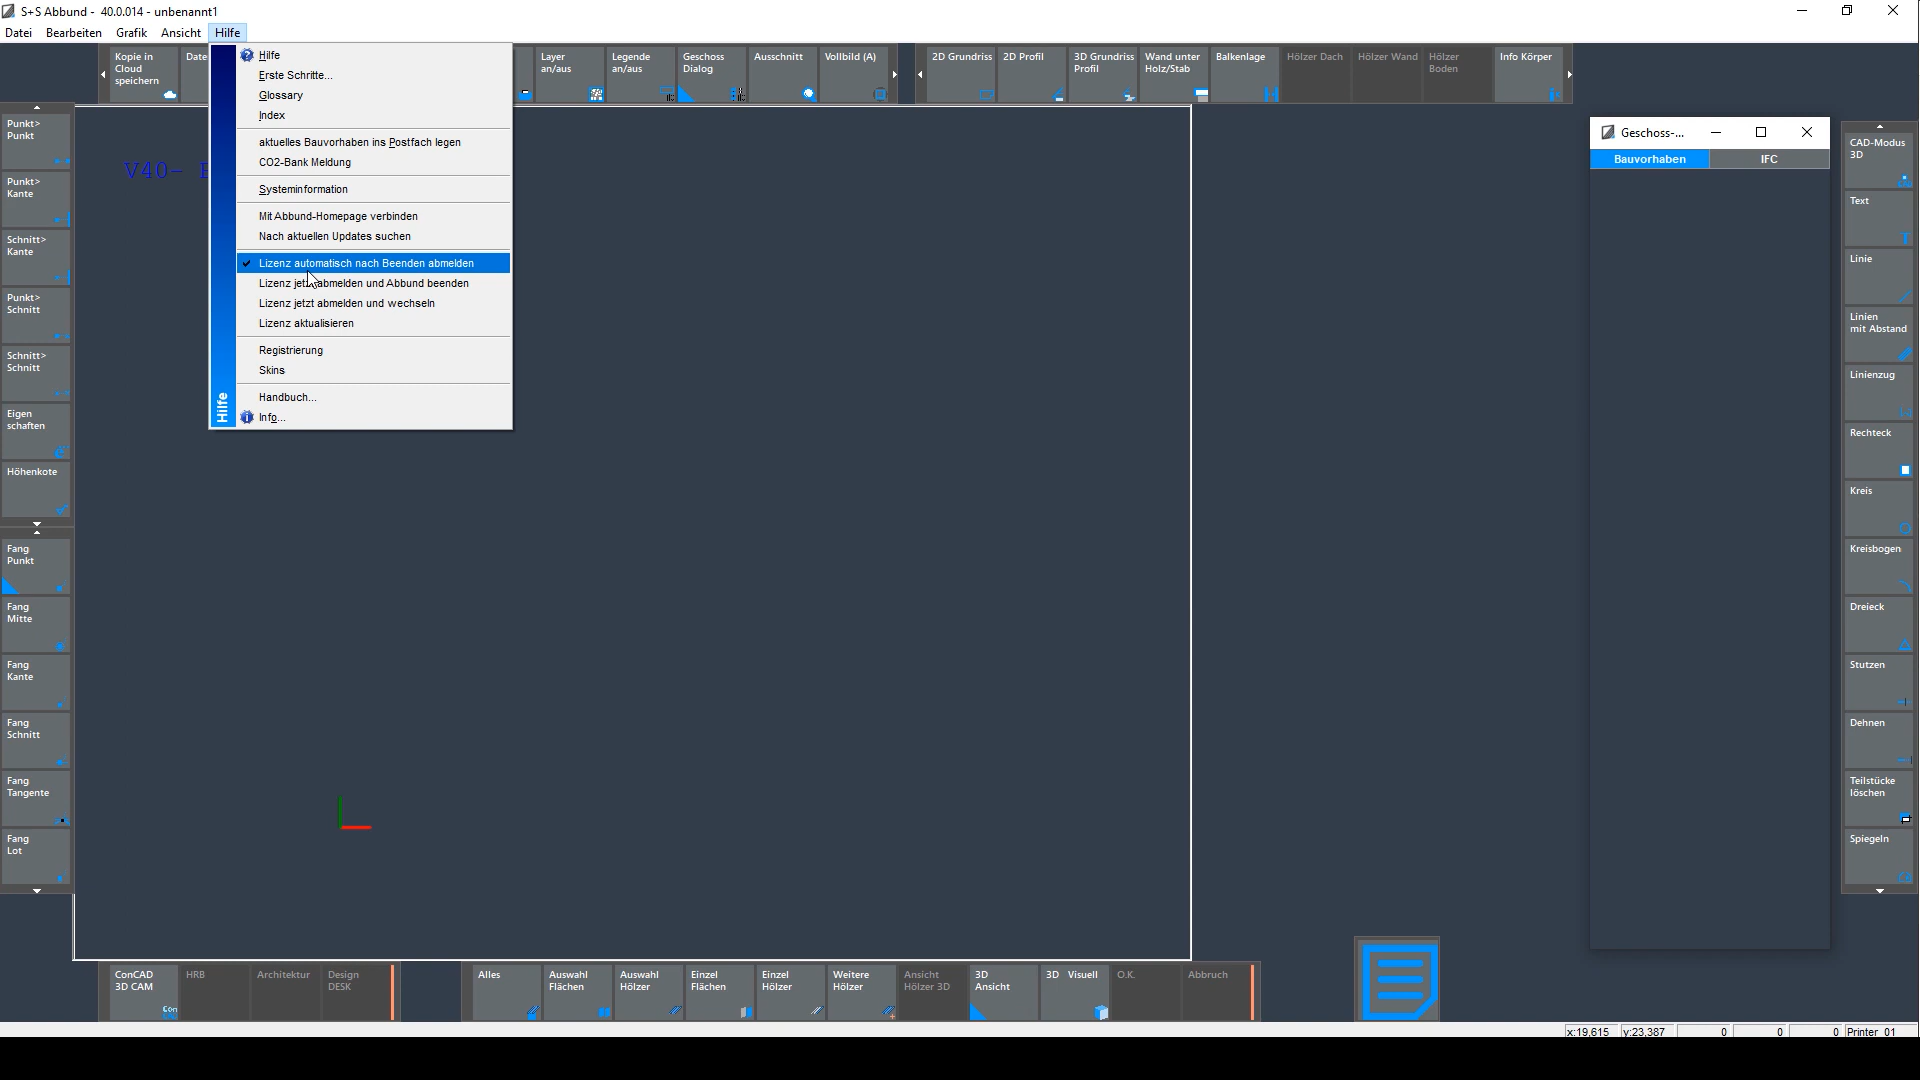 S+S Abbund - 40.0.014 - unbenannt1
Datei Bearbeiten Grafik Ansicht Hilfe
Kopie in
Cloud
speichern
Date
Layer
an/aus
Legende
an/aus
Geschoss
Dialog
Ausschnitt
Vollbild (A)
2D Grundriss
2D Profil
3D Grundriss
Profil
Wand unter
Holz/Stab
Balkenlage
Hölzer Dach
Hölzer Wand
Hölzer
Boden
Info Körper
Hilfe
Erste Schritte...
Glossary
Index
aktuelles Bauvorhaben ins Postfach legen
CO2-Bank Meldung
Systeminformation
Mit Abbund-Homepage verbinden
Nach aktuellen Updates suchen
Lizenz automatisch nach Beenden abmelden
Lizenz jetzt abmelden und Abbund beenden
Lizenz jetzt abmelden und wechseln
Lizenz aktualisieren
Registrierung
Skins
Handbuch...
Info...
Hilfe
V40-
Punkt>
Punkt
Punkt>
Kante
Schnitt>
Kante
Punkt>
Schnitt
Schnitt>
Schnitt
Eigen
schaften
Höhenkote
Fang
Punkt
Fang
Mitte
Fang
Kante
Fang
Schnitt
Fang
Tangente
Fang
Lot
Geschoss-...
Bauvorhaben IFC
CAD-Modus
3D
Text
Linie
Linien
mit Abstand
Linienzug
Rechteck
Kreis
Kreisbogen
Dreieck
Stutzen
Dehnen
Teilstücke
löschen
Spiegeln
ConCAD
3D CAM
HRB
Architektur
Design
DESK
Alles
Auswahl
Flächen
Auswahl
Hölzer
Einzel
Flächen
Einzel
Hölzer
Weitere
Hölzer
Ansicht
Hölzer 3D
3D
Ansicht
3D Visuell
O.K.
Abbruch
x:19,615 y:23,387 0 0 0 Printer 01